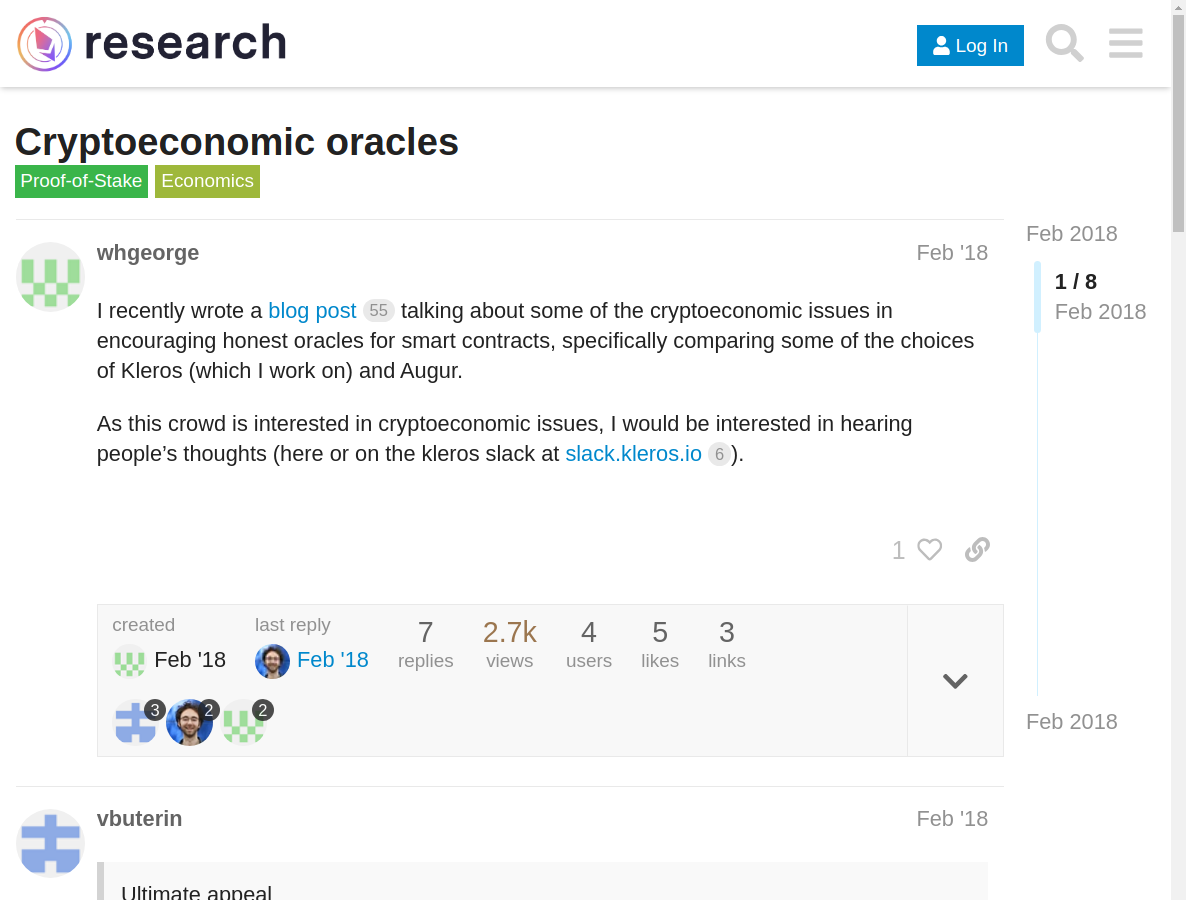 research
Log In
Cryptoeconomic oracles
Proof-of-Stake Economics
Feb 2018
whgeorge Feb '18
1 / 8
Feb 2018
I recently wrote a blog post 55 talking about some of the cryptoeconomic issues in
encouraging honest oracles for smart contracts, specifically comparing some of the choices
of Kleros (which I work on) and Augur.
As this crowd is interested in cryptoeconomic issues, I would be interested in hearing
people’s thoughts (here or on the kleros slack at slack.kleros.io 6 ).
1
created last reply 7 2.7k 4 5 3
Feb '18 Feb '18 replies views users likes links
3 2 2
Feb 2018
vbuterin Feb '18
Ultimate appeal